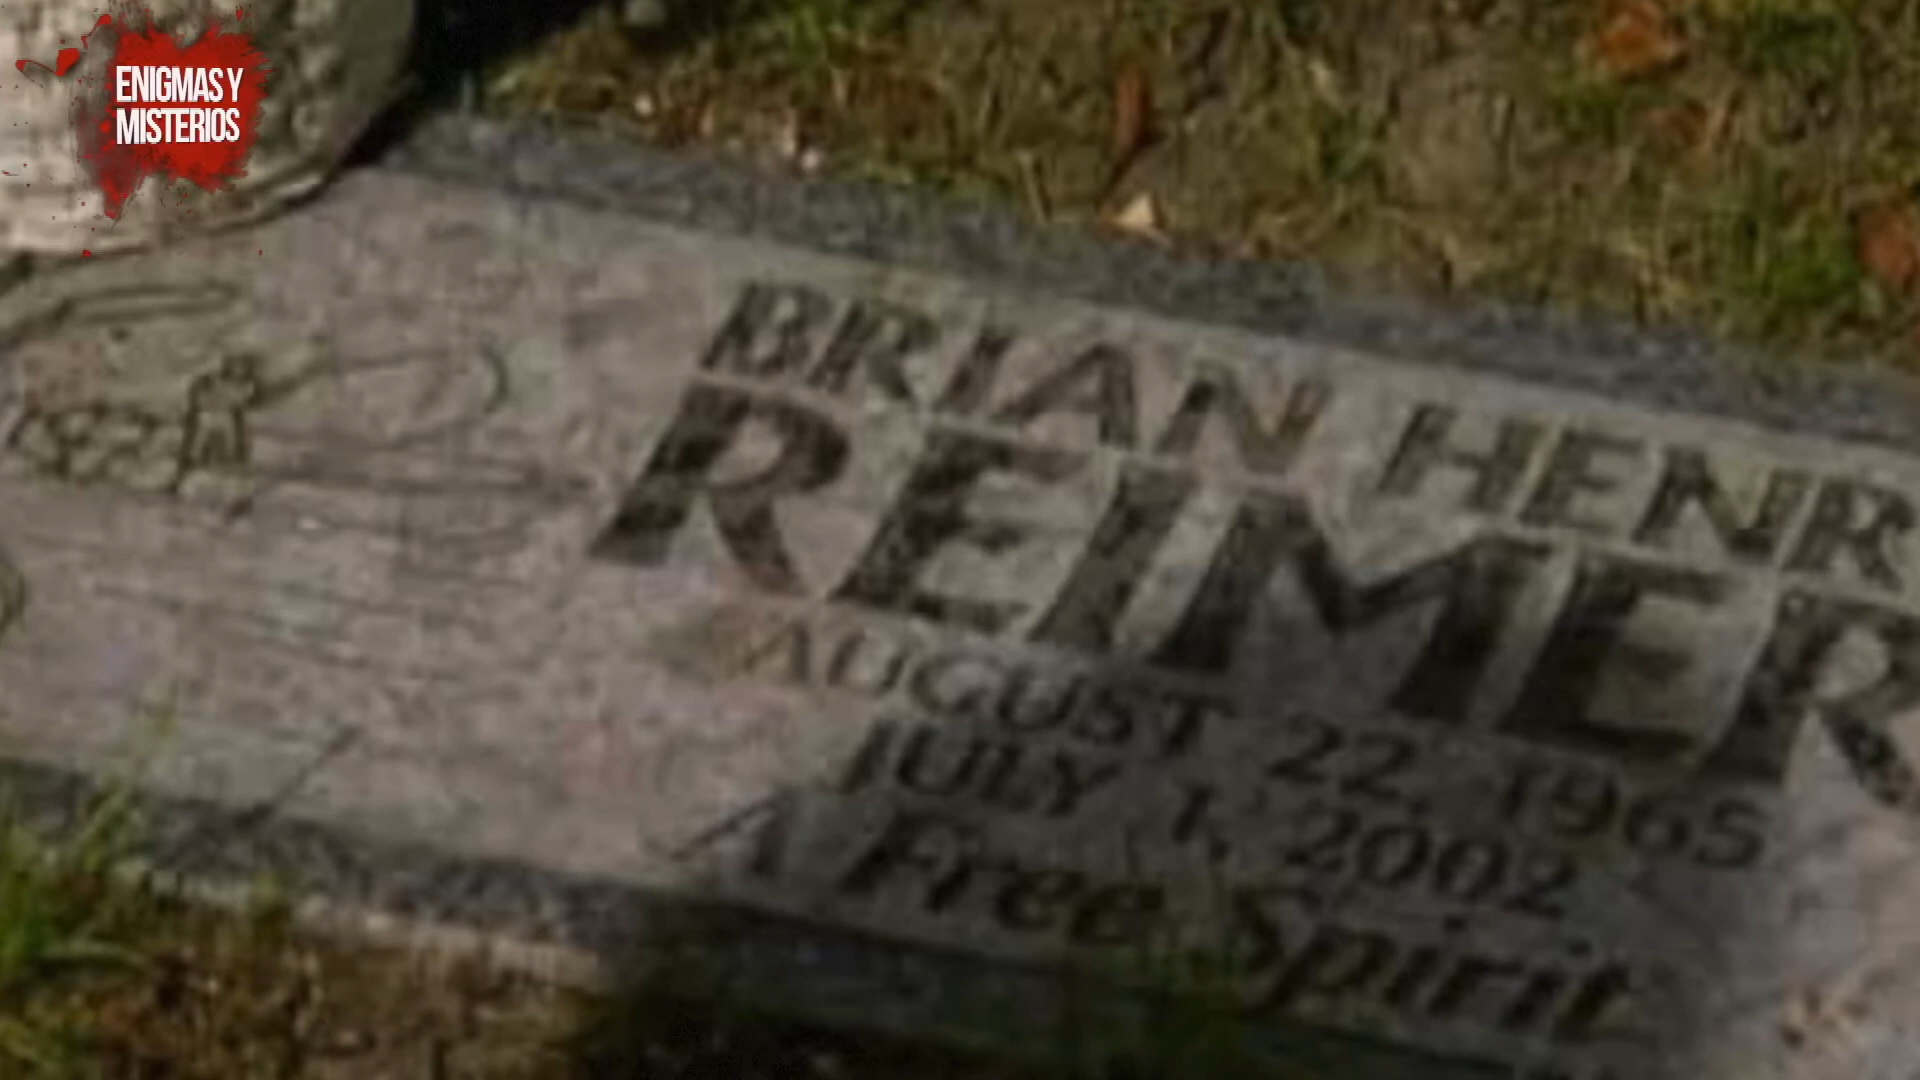 ENIGMAS Y
MISTERIOS
BRIAN HENR
REIMER
AUGUST 22, 1965
JULY 1, 2002
A Free Spirit